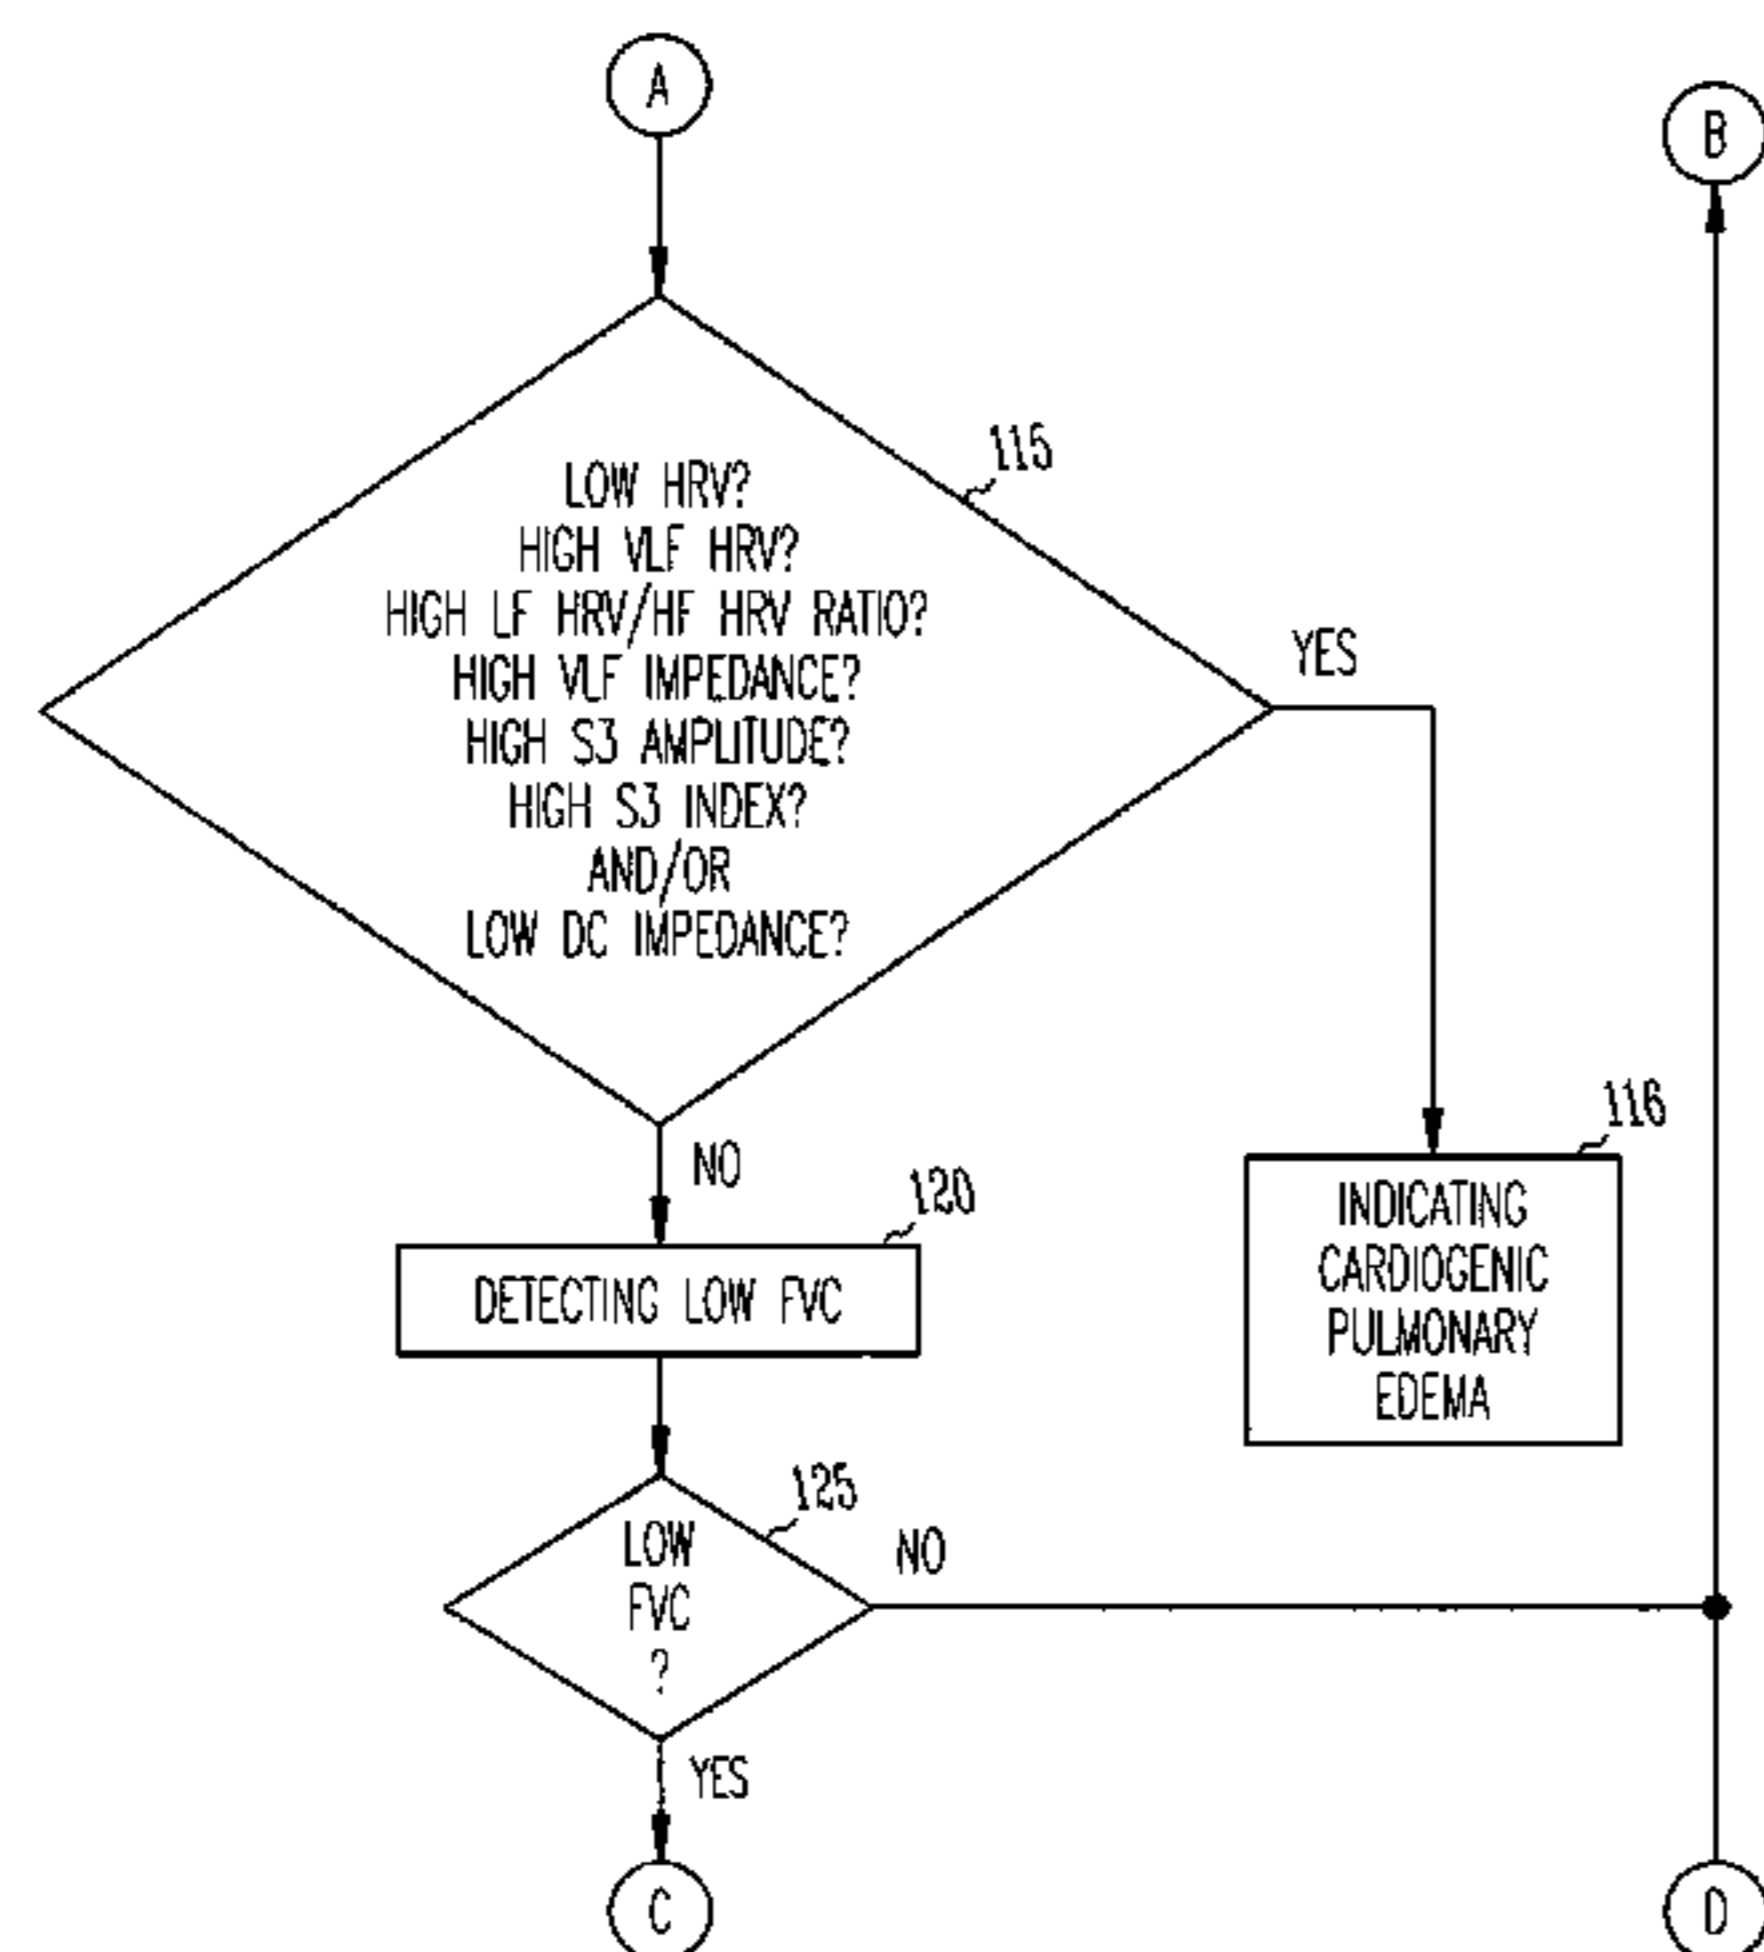 A
B
115
LOW HRV?
HIGH VLF HRV?
HIGH LF HRV/HF HRV RATIO?
HIGH VLF IMPEDANCE?
HIGH S3 AMPLITUDE?
HIGH S3 INDEX?
AND/OR
LOW DC IMPEDANCE?
YES
NO
116
INDICATING
CARDIOGENIC
PULMONARY
EDEMA
120
DETECTING LOW FVC
125
LOW
FVC
?
NO
YES
C
D